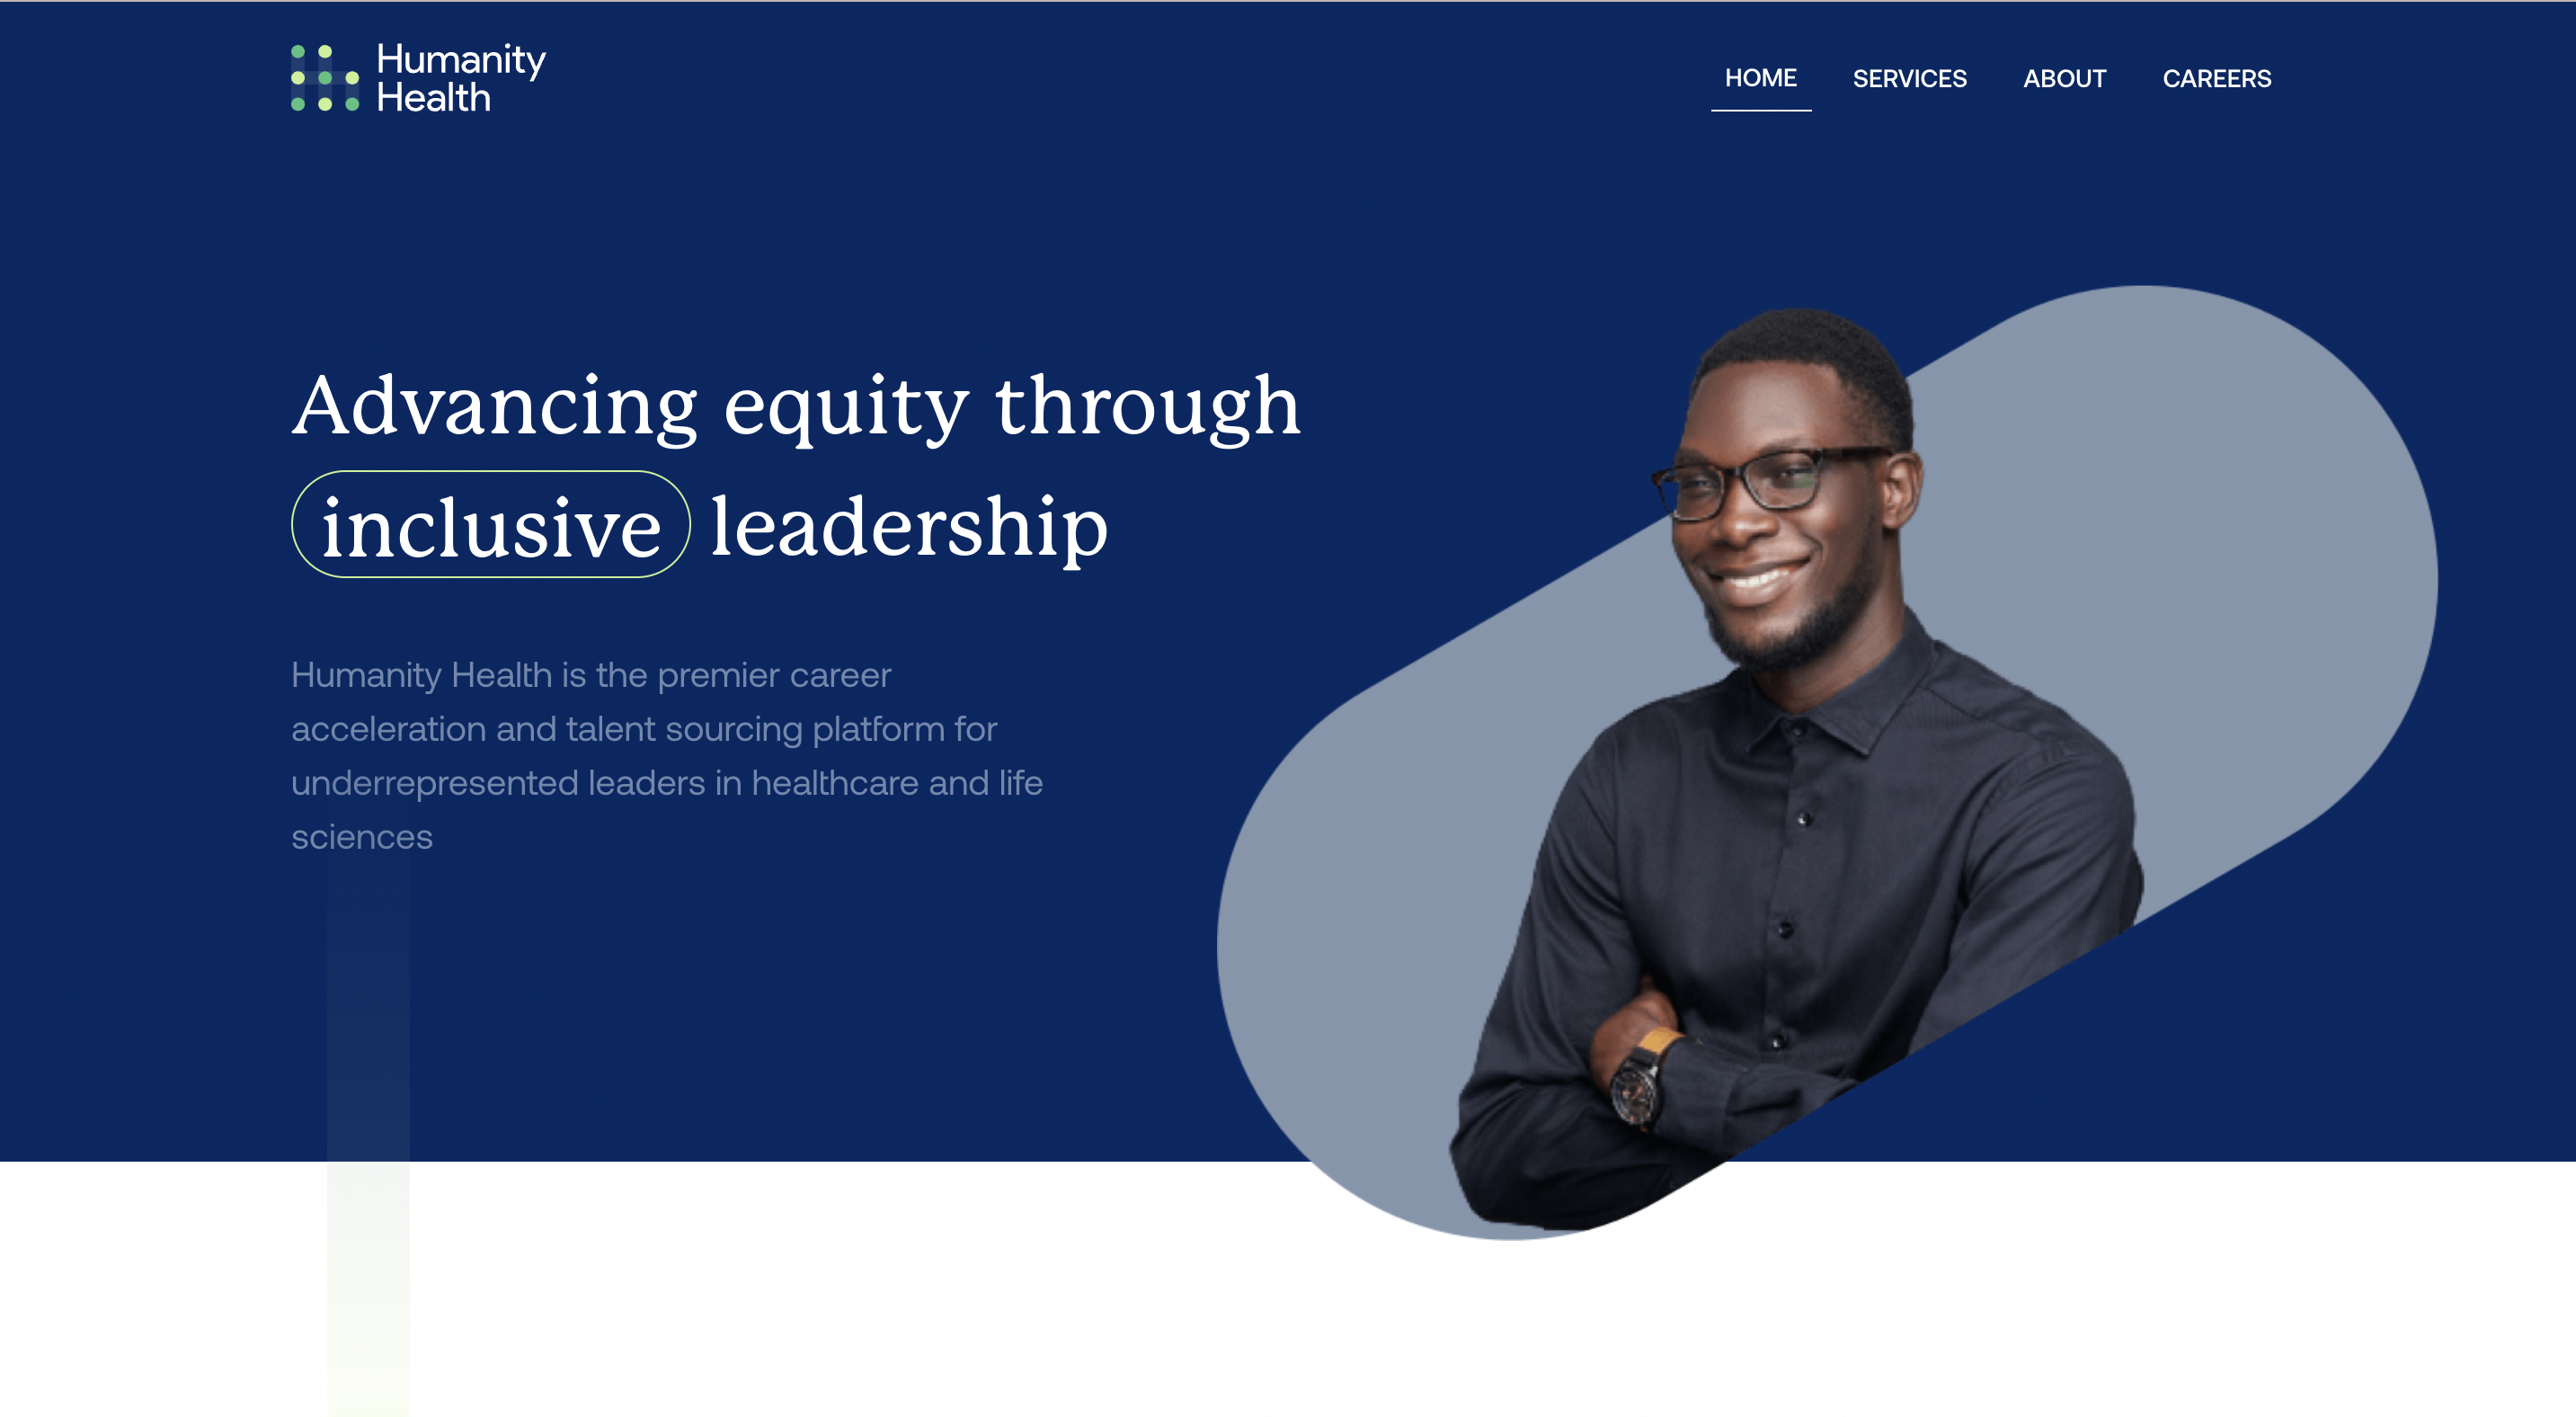 Humanity
Health
HOME SERVICES ABOUT CAREERS
Advancing equity through
inclusive leadership
Humanity Health is the premier career
acceleration and talent sourcing platform for
underrepresented leaders in healthcare and life
sciences